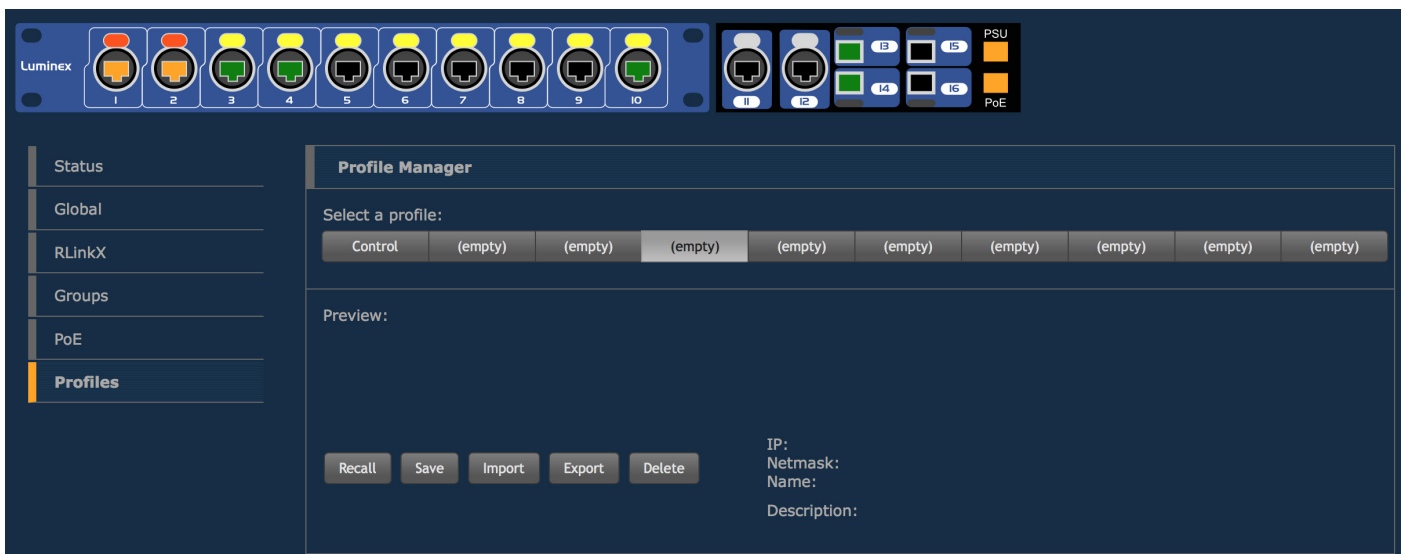 Luminex
1 2 3 4 5 6 7 8 9 10
11 12 13 14 15 16
PSU
PoE
Status
Global
RLinkX
Groups
PoE
Profiles
Profile Manager
Select a profile:
Control (empty) (empty) (empty) (empty) (empty) (empty) (empty) (empty) (empty)
Preview:
Recall Save Import Export Delete
IP:
Netmask:
Name:
Description: